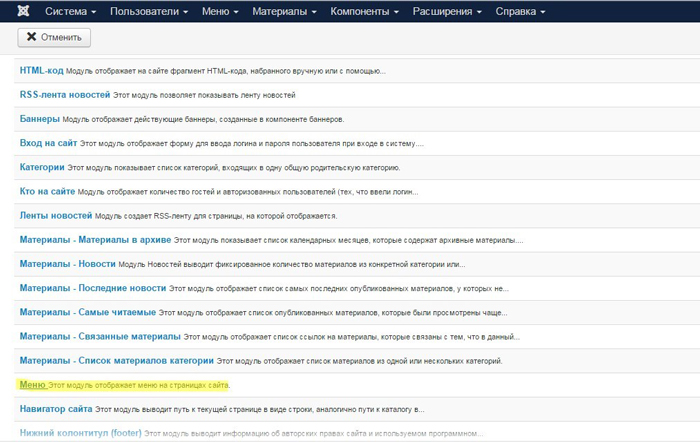 Система Пользователи Меню Материалы Компоненты Расширения Справка
Отменить
HTML-код Модуль отображает на сайте фрагмент HTML-кода, набранного вручную или с помощью...
RSS-лента новостей Этот модуль позволяет показывать ленту новостей
Баннеры Модуль отображает действующие баннеры, созданные в компоненте баннеров.
Вход на сайт Этот модуль отображает форму для ввода логина и пароля пользователя при входе в систему....
Категории Этот модуль показывает список категорий, входящих в одну общую родительскую категорию.
Кто на сайте Модуль отображает количество гостей и авторизованных пользователей (тех, что ввели логин...
Ленты новостей Модуль создает RSS-ленту для страницы, на которой отображается.
Материалы - Материалы в архиве Этот модуль показывает список календарных месяцев, которые содержат архивные материалы....
Материалы - Новости Модуль Новостей выводит фиксированное количество материалов из конкретной категории или...
Материалы - Последние новости Этот модуль отображает список самых последних опубликованных материалов, у которых не...
Материалы - Самые читаемые Этот модуль отображает список опубликованных материалов, которые были просмотрены чаще...
Материалы - Связанные материалы Этот модуль отображает список ссылок на материалы, которые связаны с тем, что в данный...
Материалы - Список материалов категории Этот модуль отображает список материалов из одной или нескольких категорий.
Меню Этот модуль отображает меню на страницах сайта.
Навигатор сайта Этот модуль выводит путь к текущей странице в виде строки, аналогично пути к каталогу в...
Нижний колонтитул (footer) Этот модуль выводит информацию об авторских правах сайта и используемом программном...